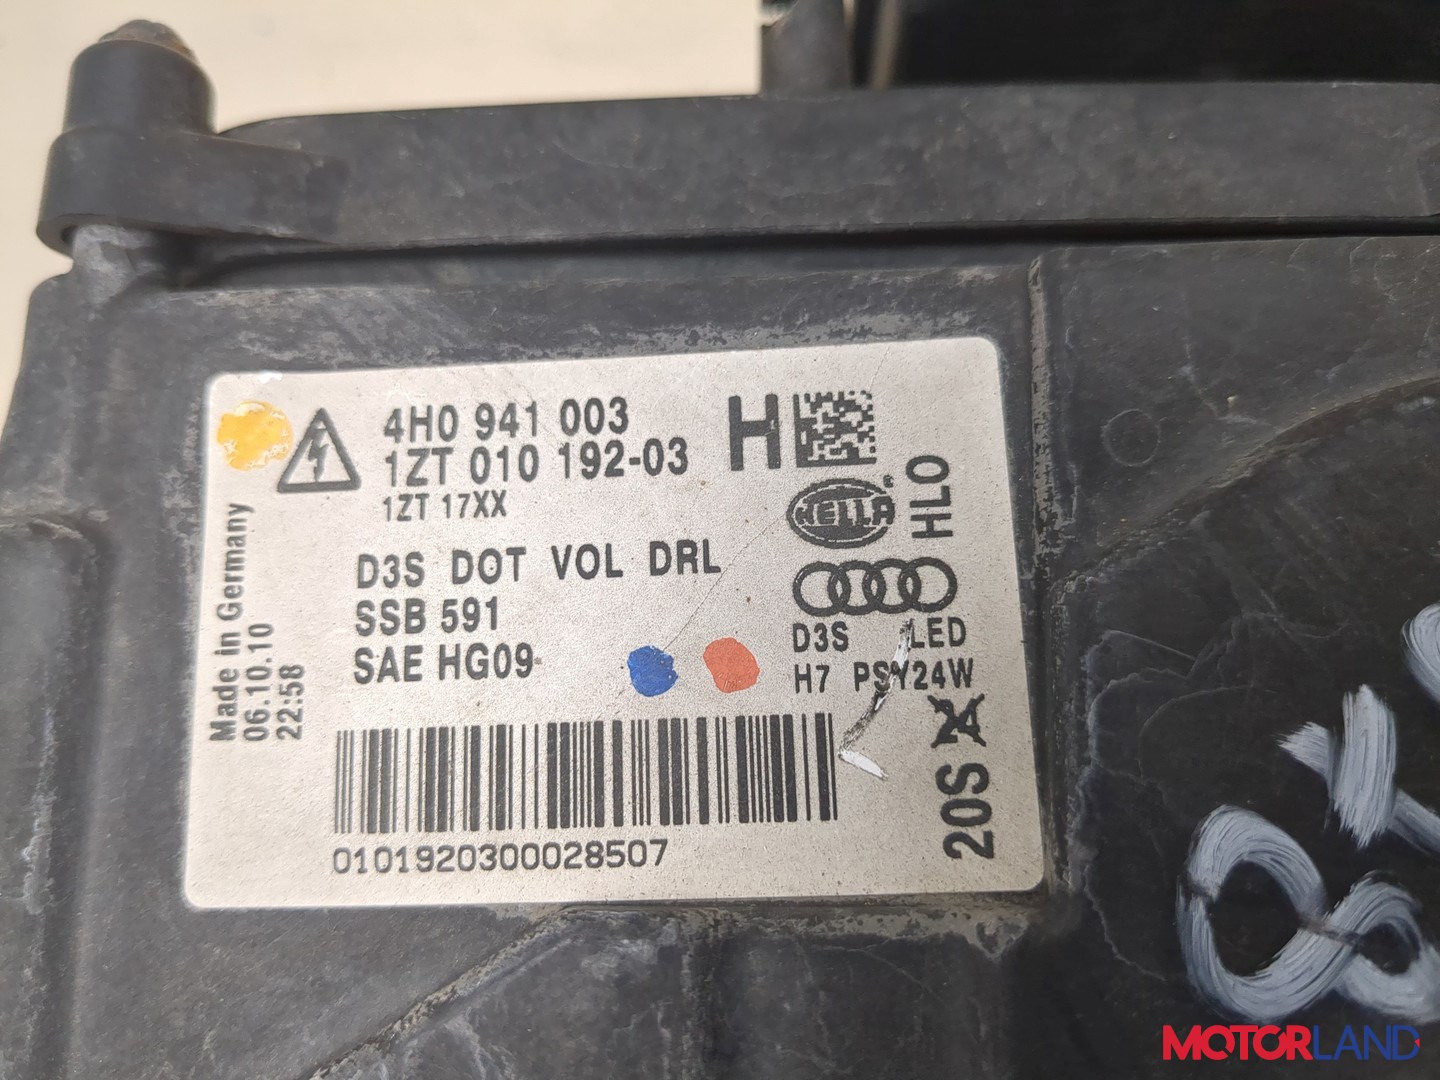 4H0 941 003
1ZT 010 192-03
1ZT 17XX
H
HELLA
HLO
D3S DOT VOL DRL
SSB 591
SAE HG09
D3S LED
H7 PSY24W
20S
Made in Germany
06.10.10
22:58
0101920300028507
MOTORLAND